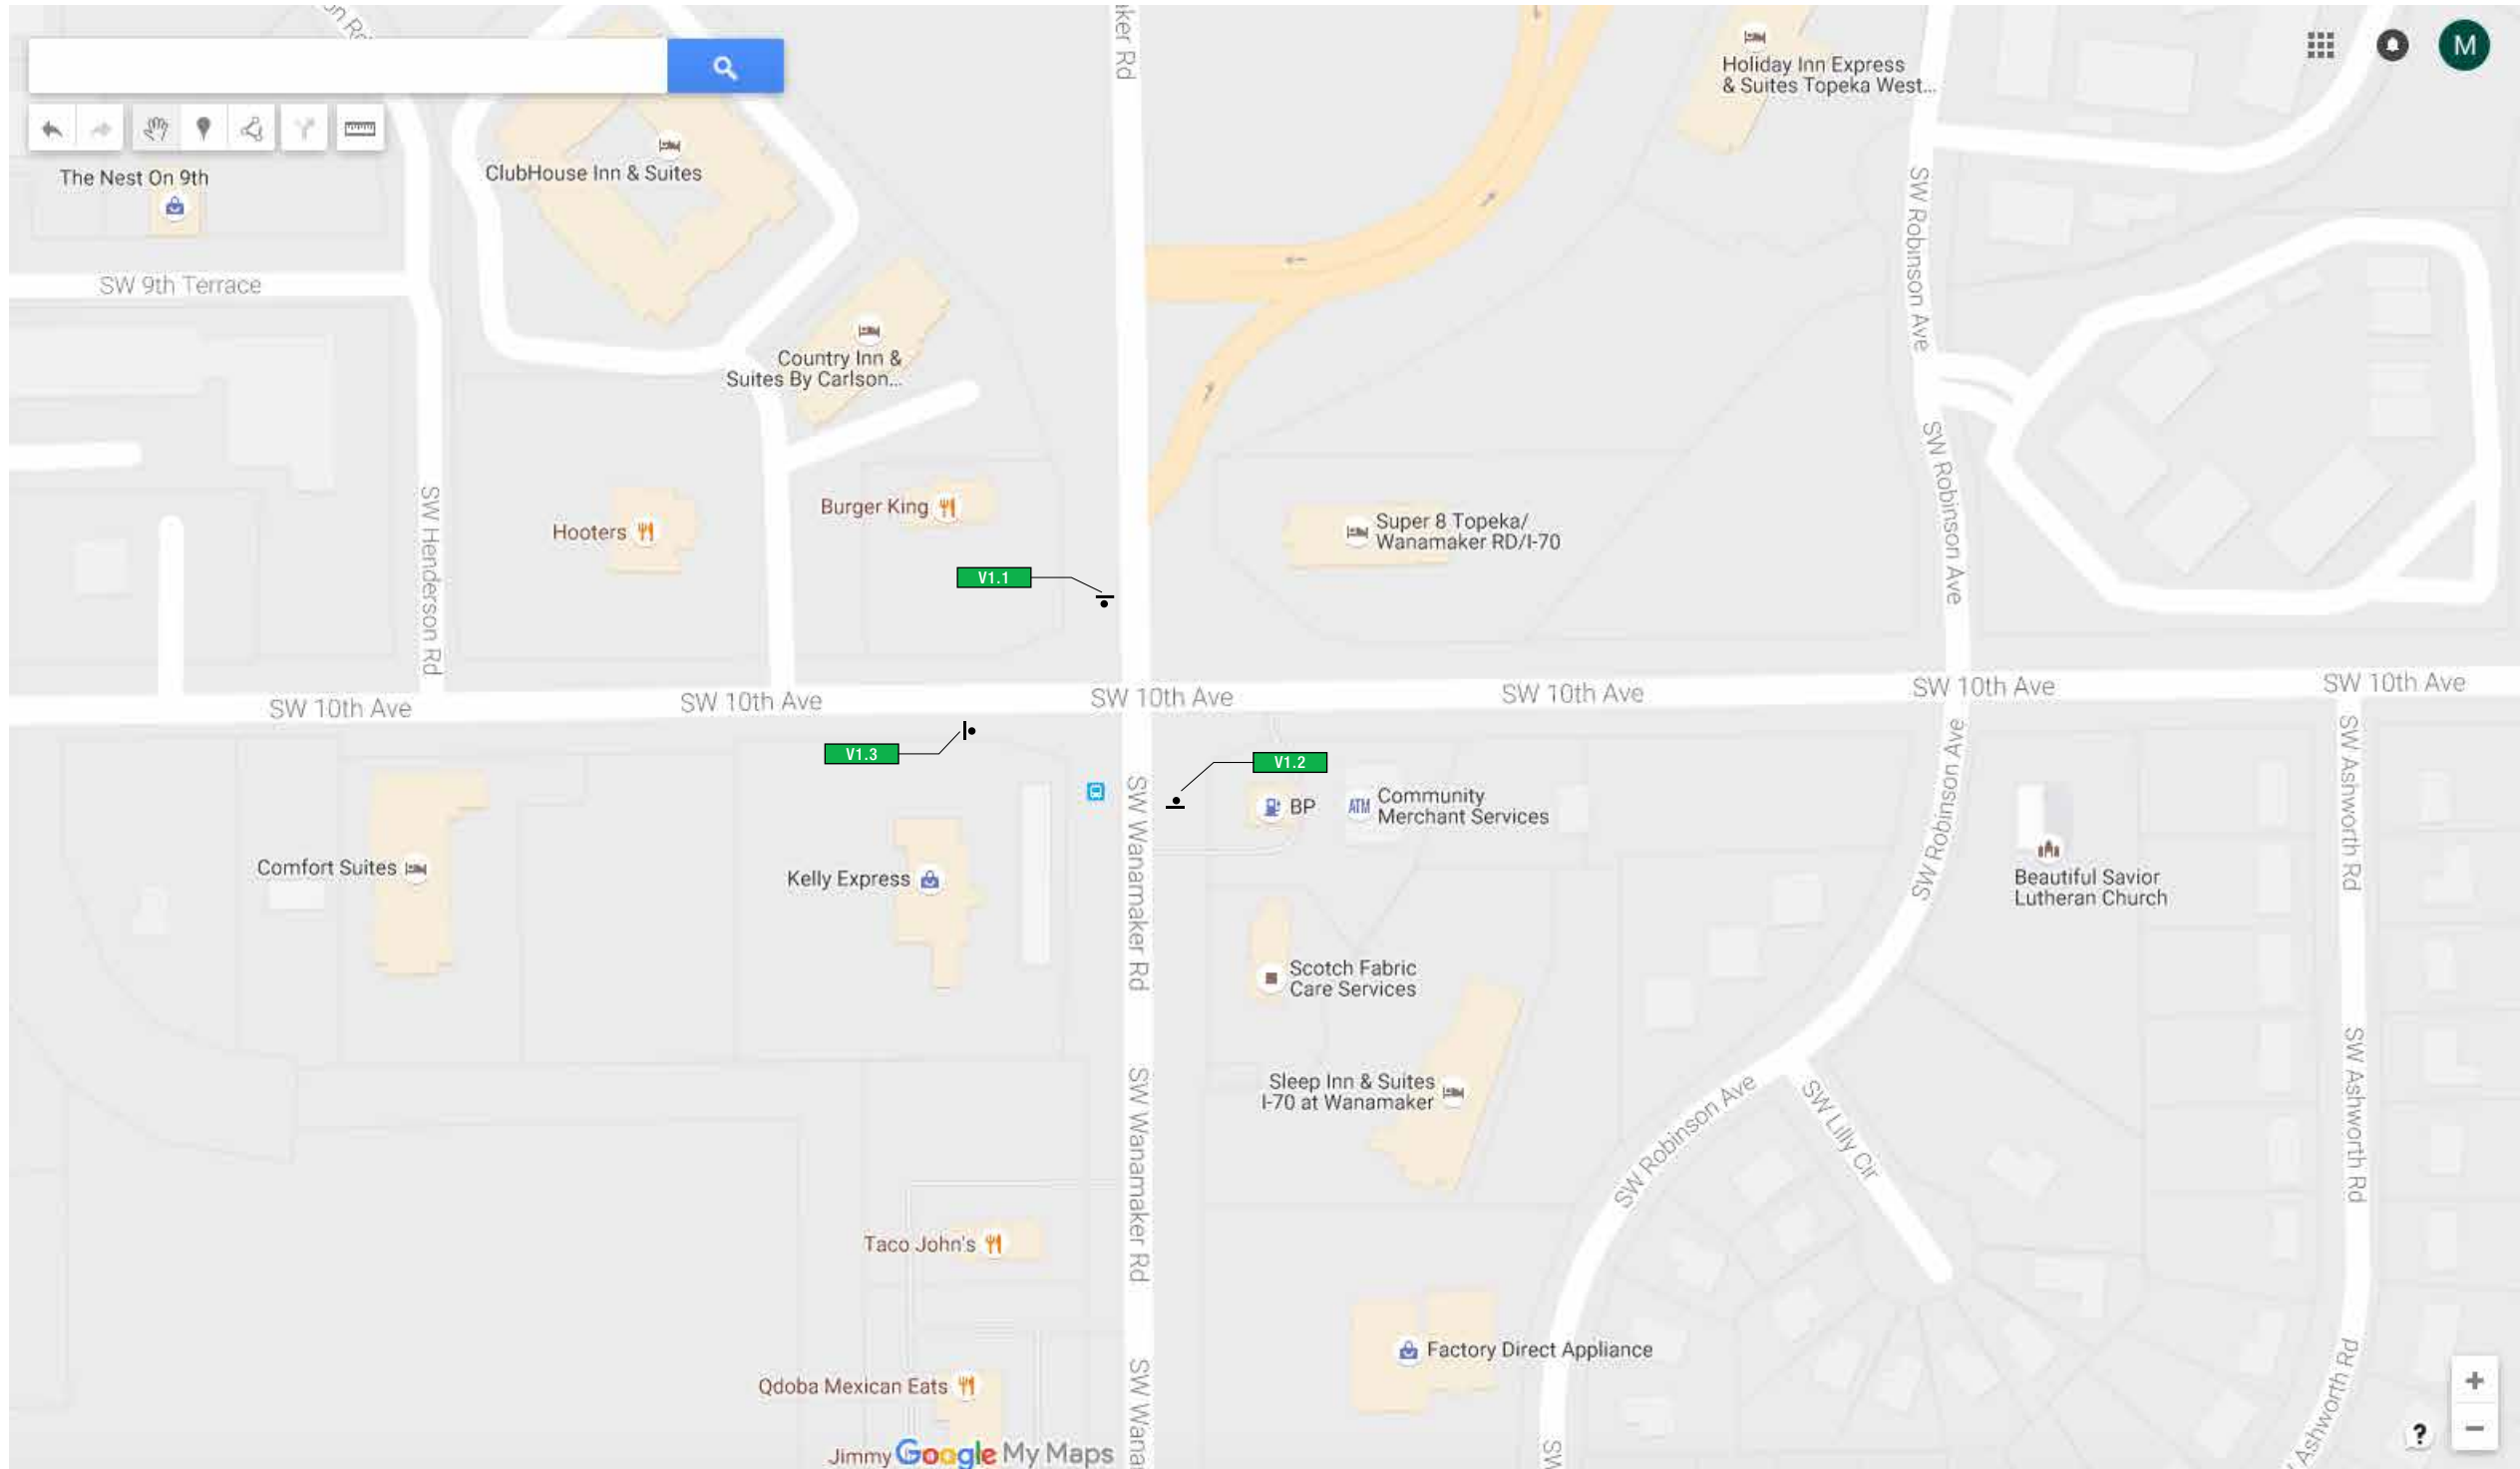 ker Rd
M
Holiday Inn Express
& Suites Topeka West...
The Nest On 9th
ClubHouse Inn & Suites
SW 9th Terrace
SW Robinson Ave
Country Inn &
Suites By Carlson...
SW Henderson Rd
Hooters
Burger King
Super 8 Topeka/
Wanamaker RD/I-70
SW Robinson Ave
V1.1
SW 10th Ave
SW 10th Ave
SW 10th Ave
SW 10th Ave
SW 10th Ave
SW 10th Ave
V1.3
V1.2
SW Wanamaker Rd
BP
ATM
Community
Merchant Services
SW Robinson Ave
SW Ashworth Rd
Comfort Suites
Kelly Express
Beautiful Savior
Lutheran Church
Scotch Fabric
Care Services
Sleep Inn & Suites
I-70 at Wanamaker
SW Wanamaker Rd
SW Robinson Ave
SW Lilly Cir
SW Ashworth Rd
Taco John's
Factory Direct Appliance
Qdoba Mexican Eats
SW Wana
SW
Ashworth Rd
Jimmy
Google My Maps
?